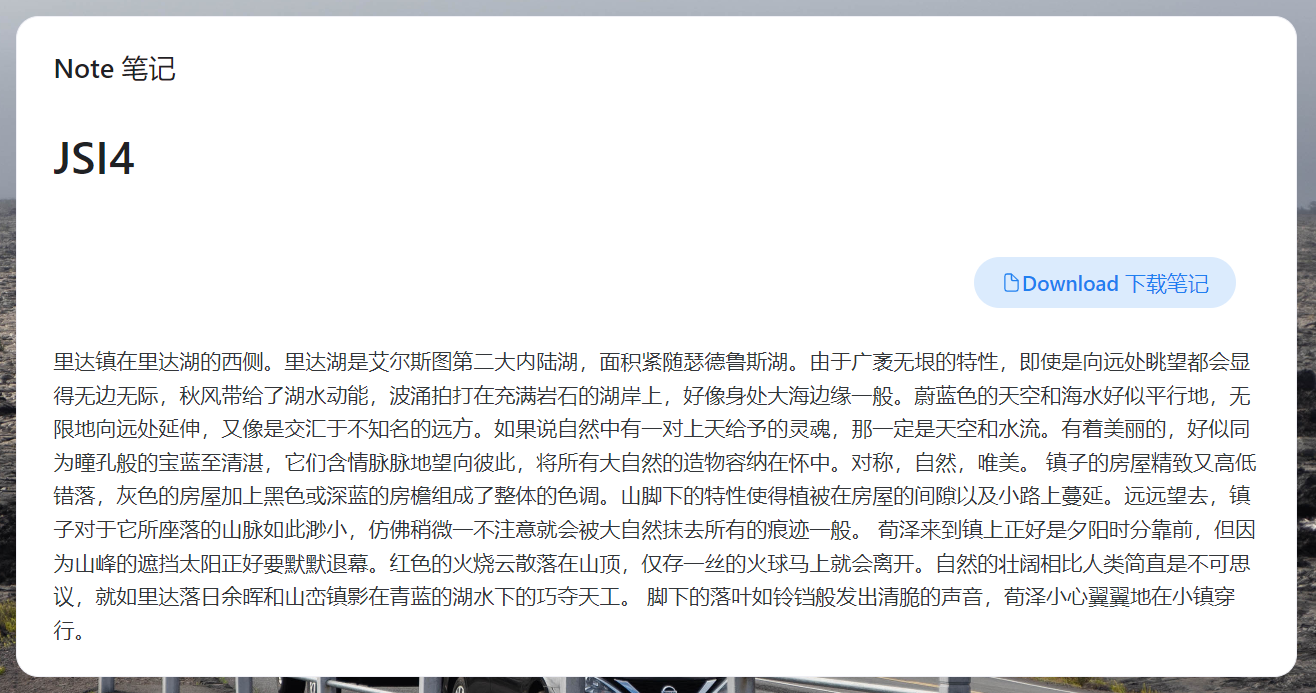 Note 笔记
JSI4
Download 下载笔记
里达镇在里达湖的西侧。里达湖是艾尔斯图第二大内陆湖，面积紧随瑟德鲁斯湖。由于广袤无垠的特性，即使是向远处眺望都会显
得无边无际，秋风带给了湖水动能，波涌拍打在充满岩石的湖岸上，好像身处大海边缘一般。蔚蓝色的天空和海水好似平行地，无
限地向远处延伸，又像是交汇于不知名的远方。如果说自然中有一对上天给予的灵魂，那一定是天空和水流。有着美丽的，好似同
为瞳孔般的宝蓝至清湛，它们含情脉脉地望向彼此，将所有大自然的造物容纳在怀中。对称，自然，唯美。 镇子的房屋精致又高低
错落，灰色的房屋加上黑色或深蓝的房檐组成了整体的色调。山脚下的特性使得植被在房屋的间隙以及小路上蔓延。远远望去，镇
子对于它所座落的山脉如此渺小，仿佛稍微一不注意就会被大自然抹去所有的痕迹一般。 荀泽来到镇上正好是夕阳时分靠前，但因
为山峰的遮挡太阳正好要默默退幕。红色的火烧云散落在山顶，仅存一丝的火球马上就会离开。自然的壮阔相比人类简直是不可思
议，就如里达落日余晖和山峦镇影在青蓝的湖水下的巧夺天工。 脚下的落叶如铃铛般发出清脆的声音，荀泽小心翼翼地在小镇穿
行。